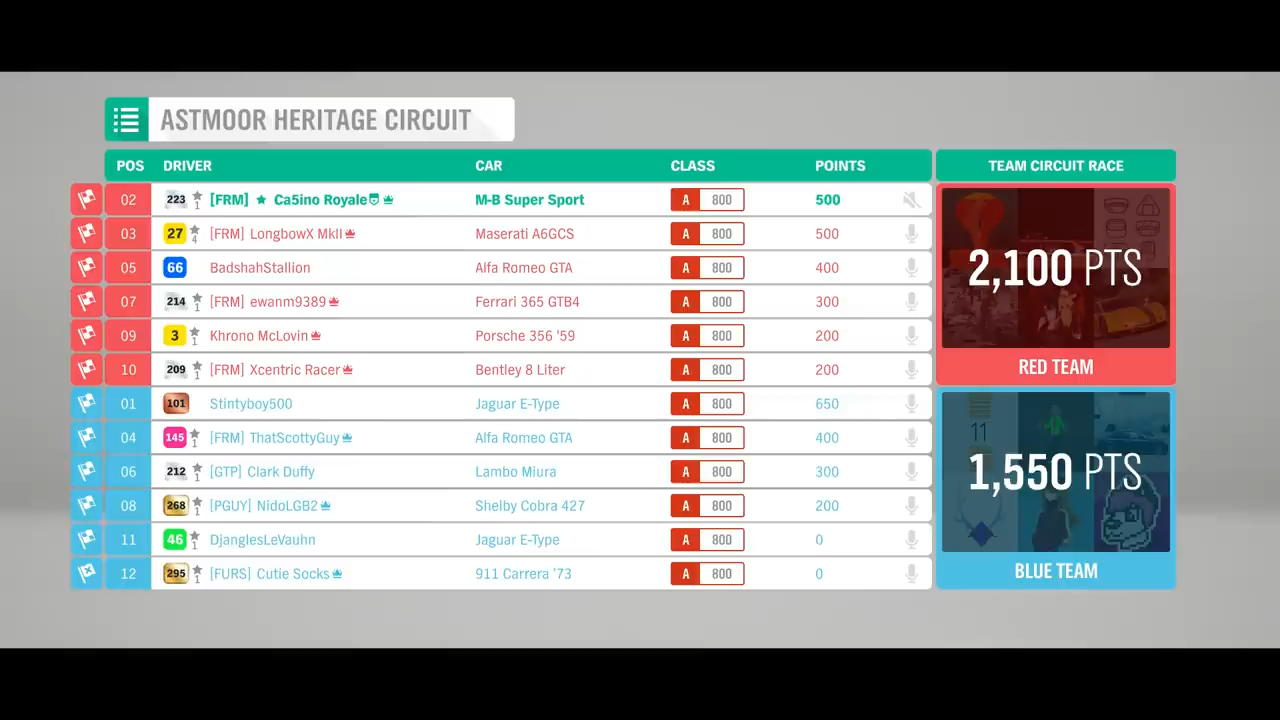 ASTMOOR HERITAGE CIRCUIT
POS DRIVER CAR CLASS POINTS TEAM CIRCUIT RACE
02 223 1 [FRM] ★ Ca5ino Royale M-B Super Sport A 800 500
03 27 4 [FRM] LongbowX MkII Maserati A6GCS A 800 500
05 66 BadshahStallion Alfa Romeo GTA A 800 400
07 214 1 [FRM] ewanm9389 Ferrari 365 GTB4 A 800 300
09 3 1 Khrono McLovin Porsche 356 '59 A 800 200
10 209 1 [FRM] Xcentric Racer Bentley 8 Liter A 800 200
2,100 PTS
RED TEAM
01 101 Stintyboy500 Jaguar E-Type A 800 650
04 145 1 [FRM] ThatScottyGuy Alfa Romeo GTA A 800 400
06 212 1 [GTP] Clark Duffy Lambo Miura A 800 300
08 268 1 [PGUY] NidoLGB2 Shelby Cobra 427 A 800 200
11 46 1 DjanglesLeVauhn Jaguar E-Type A 800 0
12 295 1 [FURS] Cutie Socks 911 Carrera '73 A 800 0
11
1,550 PTS
BLUE TEAM